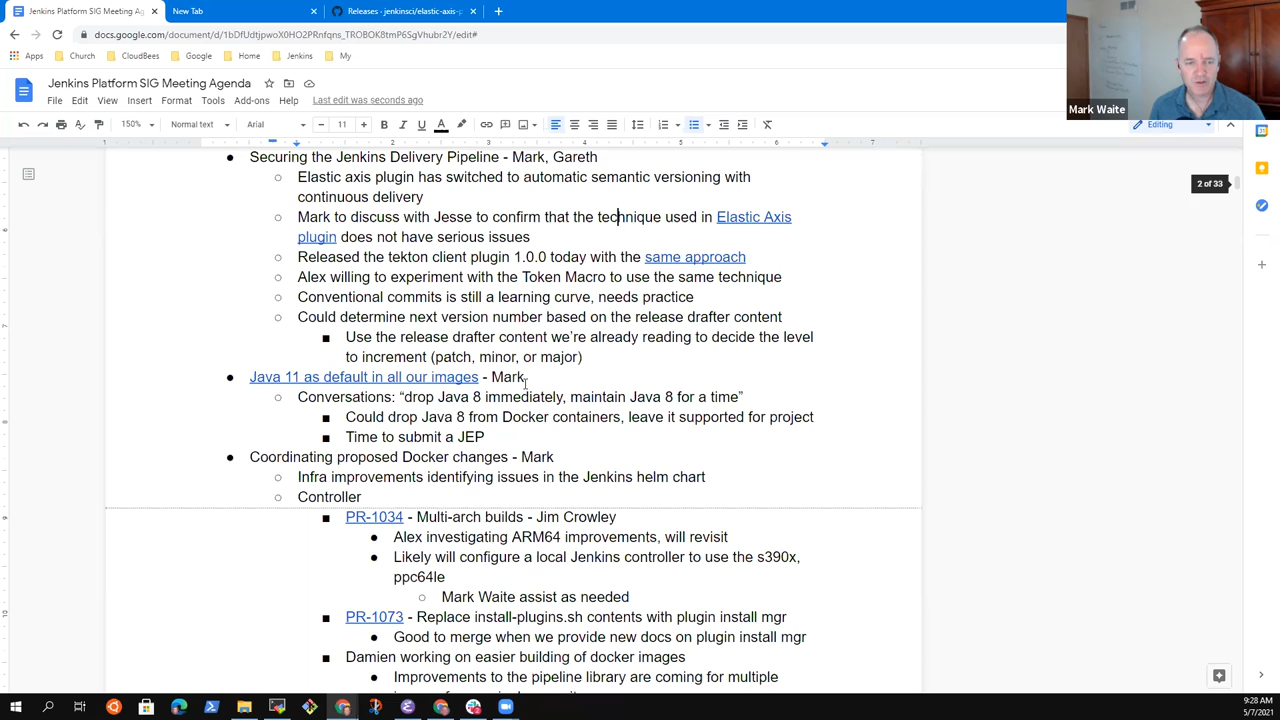 Jenkins Platform SIG Meeting Ag
New Tab
Releases · jenkinsci/elastic-axis-p
docs.google.com/document/d/1bDfUdtjpwoX0HO2PRnfqns_TROBOK8tmP6SgVhubr2Y/edit#
Apps Church CloudBees Google Home Jenkins My
Jenkins Platform SIG Meeting Agenda
File Edit View Insert Format Tools Add-ons Help Last edit was seconds ago
150% Normal text Arial 11 Editing
Mark Waite
1 2 3 4 5 6 7
2 of 33
Securing the Jenkins Delivery Pipeline - Mark, Gareth
Elastic axis plugin has switched to automatic semantic versioning with
continuous delivery
Mark to discuss with Jesse to confirm that the technique used in Elastic Axis
plugin does not have serious issues
Released the tekton client plugin 1.0.0 today with the same approach
Alex willing to experiment with the Token Macro to use the same technique
Conventional commits is still a learning curve, needs practice
Could determine next version number based on the release drafter content
Use the release drafter content we're already reading to decide the level
to increment (patch, minor, or major)
Java 11 as default in all our images - Mark
Conversations: “drop Java 8 immediately, maintain Java 8 for a time”
Could drop Java 8 from Docker containers, leave it supported for project
Time to submit a JEP
Coordinating proposed Docker changes - Mark
Infra improvements identifying issues in the Jenkins helm chart
Controller
PR-1034 - Multi-arch builds - Jim Crowley
Alex investigating ARM64 improvements, will revisit
Likely will configure a local Jenkins controller to use the s390x,
ppc64le
Mark Waite assist as needed
PR-1073 - Replace install-plugins.sh contents with plugin install mgr
Good to merge when we provide new docs on plugin install mgr
Damien working on easier building of docker images
Improvements to the pipeline library are coming for multiple
9:28 AM
5/7/2021